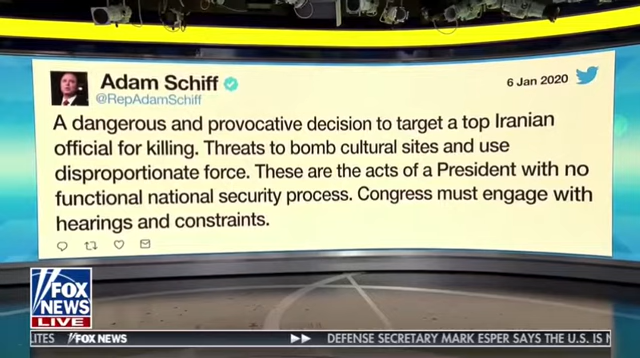 Adam Schiff
@RepAdamSchiff
6 Jan 2020
A dangerous and provocative decision to target a top Iranian
official for killing. Threats to bomb cultural sites and use
disproportionate force. These are the acts of a President with no
functional national security process. Congress must engage with
hearings and constraints.
FOX
NEWS
LIVE
LITES FOX NEWS DEFENSE SECRETARY MARK ESPER SAYS THE U.S. IS